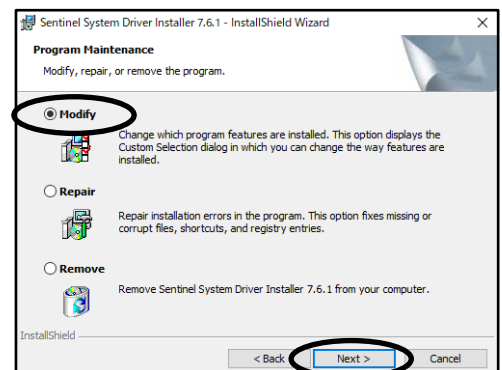 Sentinel System Driver Installer 7.6.1 - InstallShield Wizard
Program Maintenance
Modify, repair, or remove the program.
Modify
Change which program features are installed. This option displays the
Custom Selection dialog in which you can change the way features are
installed.
Repair
Repair installation errors in the program. This option fixes missing or
corrupt files, shortcuts, and registry entries.
Remove
Remove Sentinel System Driver Installer 7.6.1 from your computer.
InstallShield
< Back
Next >
Cancel